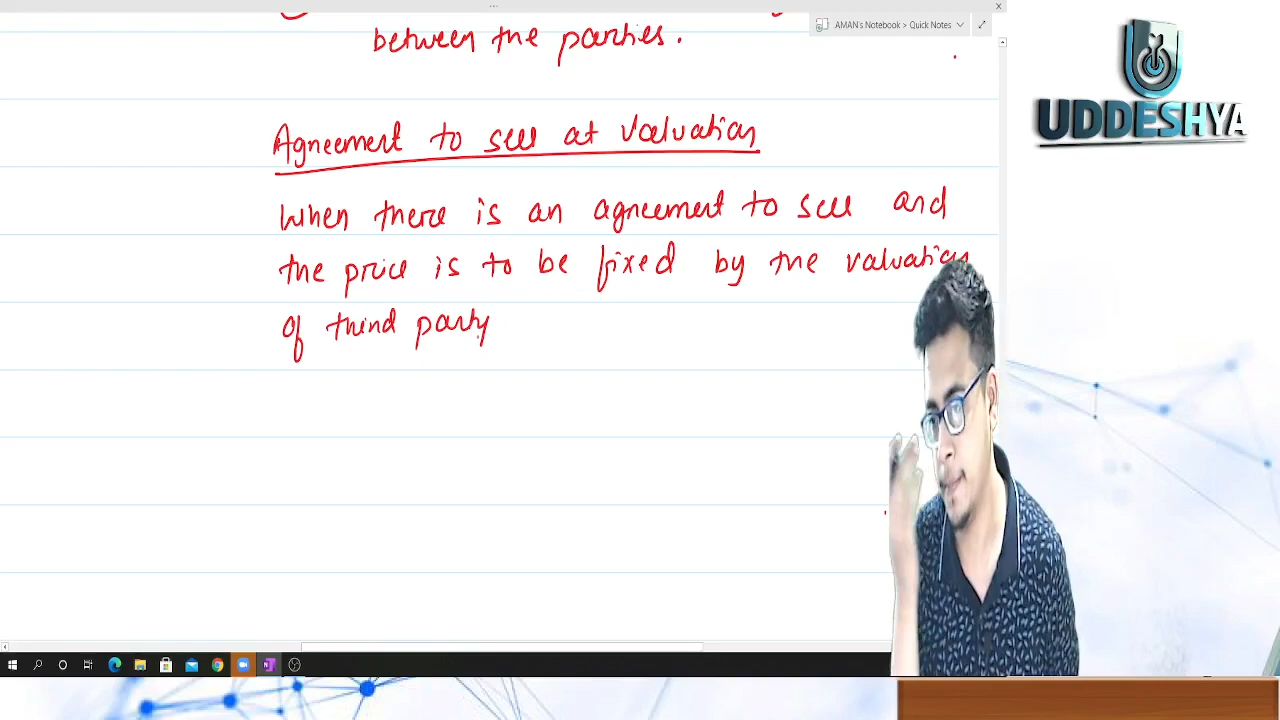 AMAN's Notebook > Quick Notes
between the parties.
UDDESHYA
Agreement to sell at Valuation
When there is an agreement to sell and
the price is to be fixed by the valuation
of third party